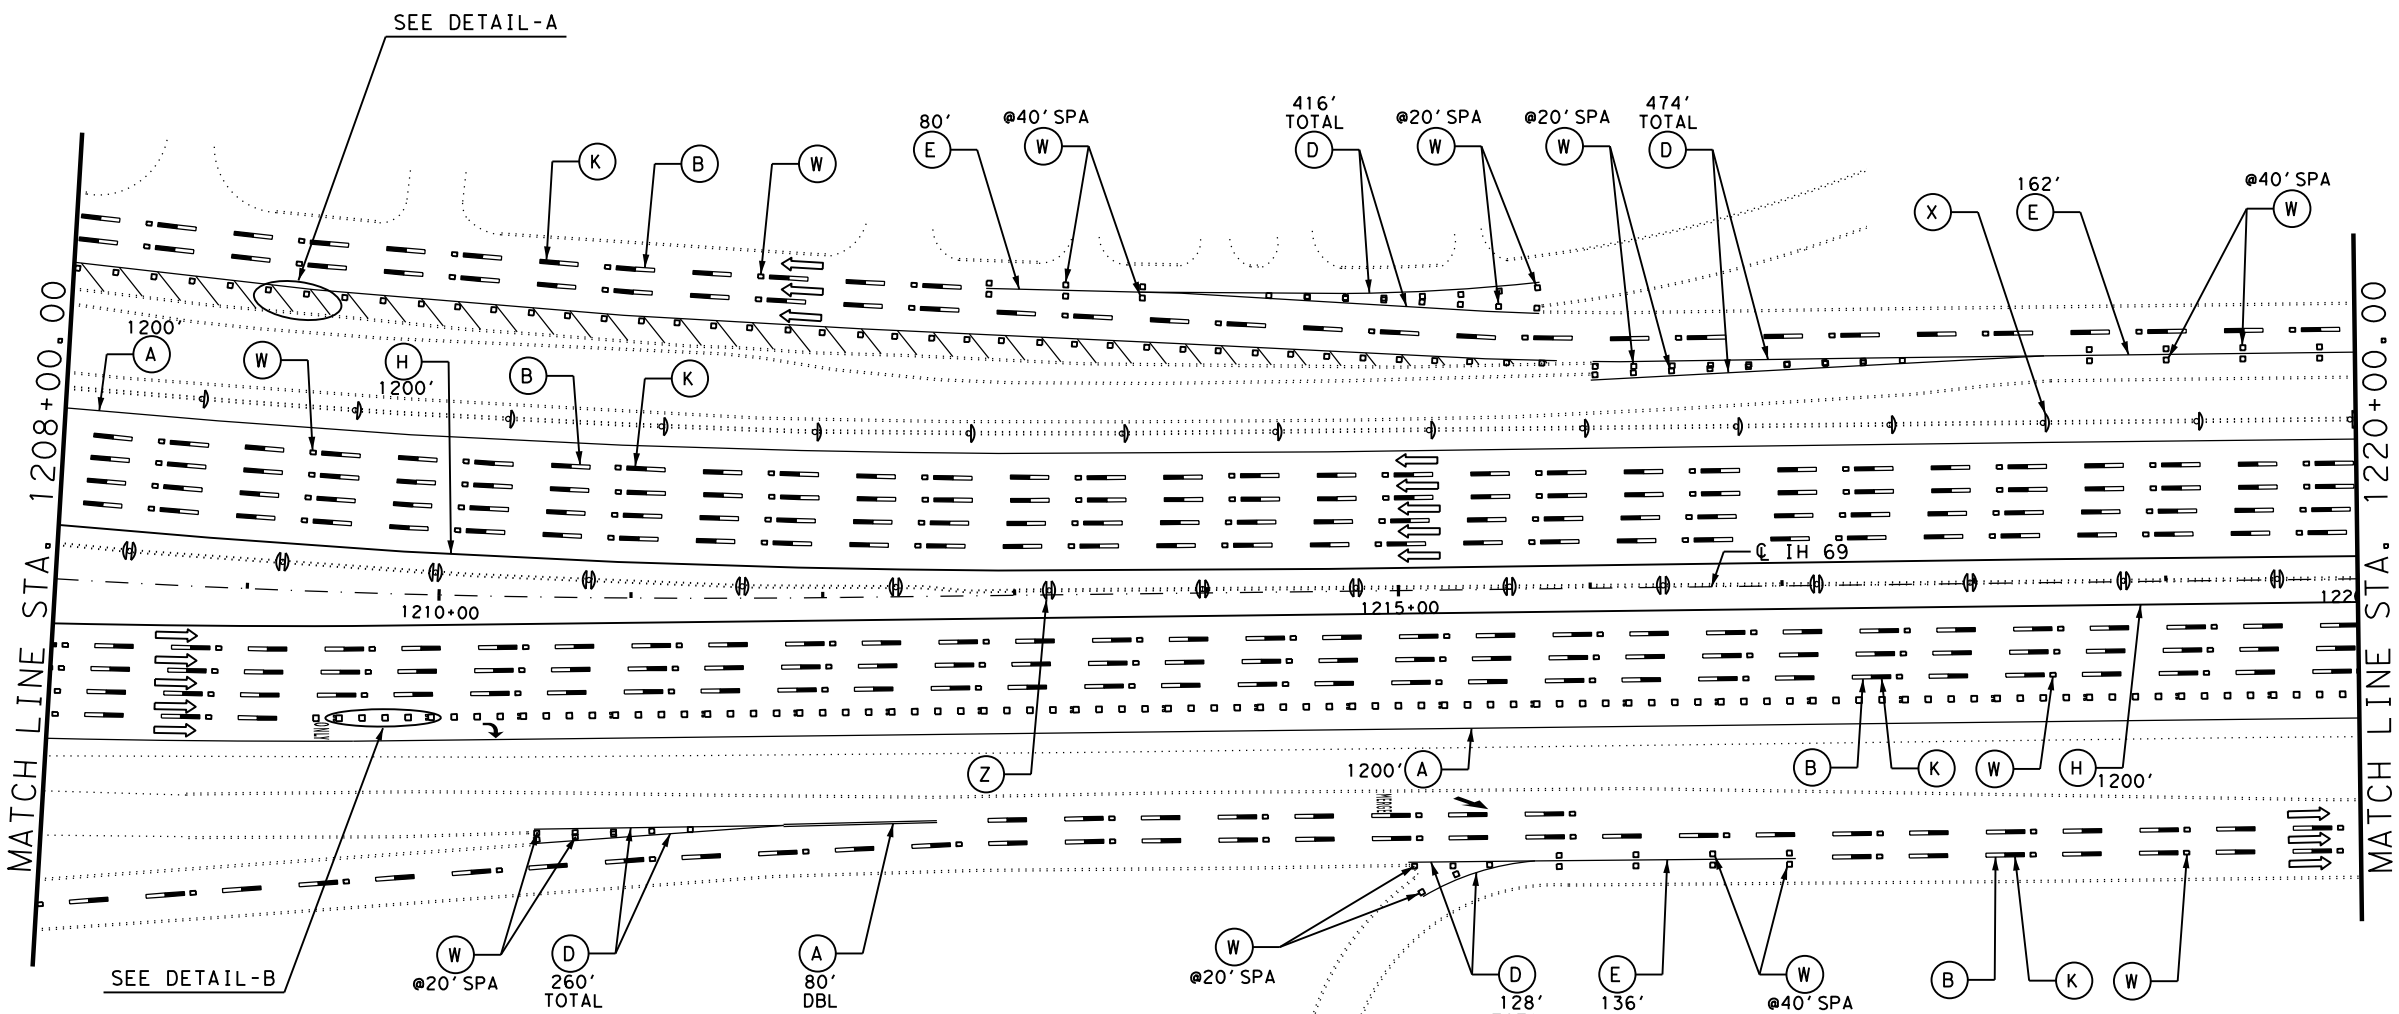 SEE DETAIL-A
K
B
W
80'
E
@40'SPA
W
416'
TOTAL
D
@20'SPA
W
@20'SPA
W
474'
TOTAL
D
X
162'
E
@40'SPA
W
MATCH LINE STA. 1208+00.00
1200'
A
W
H
1200'
B
K
℄ IH 69
1210+00
1215+00
MATCH LINE STA. 1220+00.00
ONLY
Z
1200'
A
B
K
W
H
1200'
MERGE
SEE DETAIL-B
W
@20'SPA
D
260'
TOTAL
A
80'
DBL
W
@20'SPA
D
128'
E
136'
W
@40'SPA
B
K
W